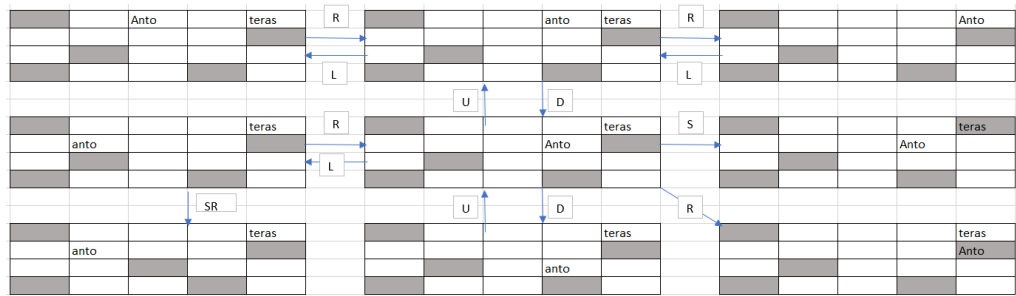 Anto teras R anto teras R Anto
L L
U D
teras R teras S teras
anto Anto Anto
L
SR U D R
teras teras teras
anto Anto
anto